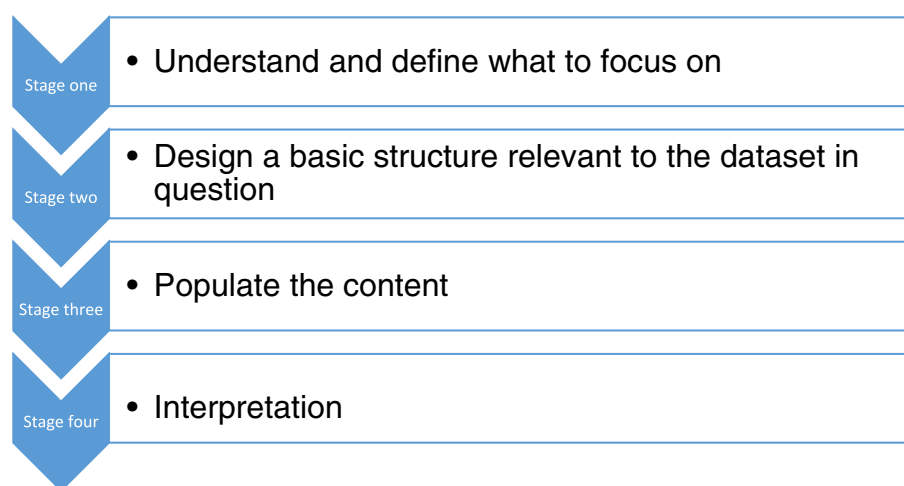 Stage one
• Understand and define what to focus on
Stage two
• Design a basic structure relevant to the dataset in
question
Stage three
• Populate the content
Stage four
• Interpretation